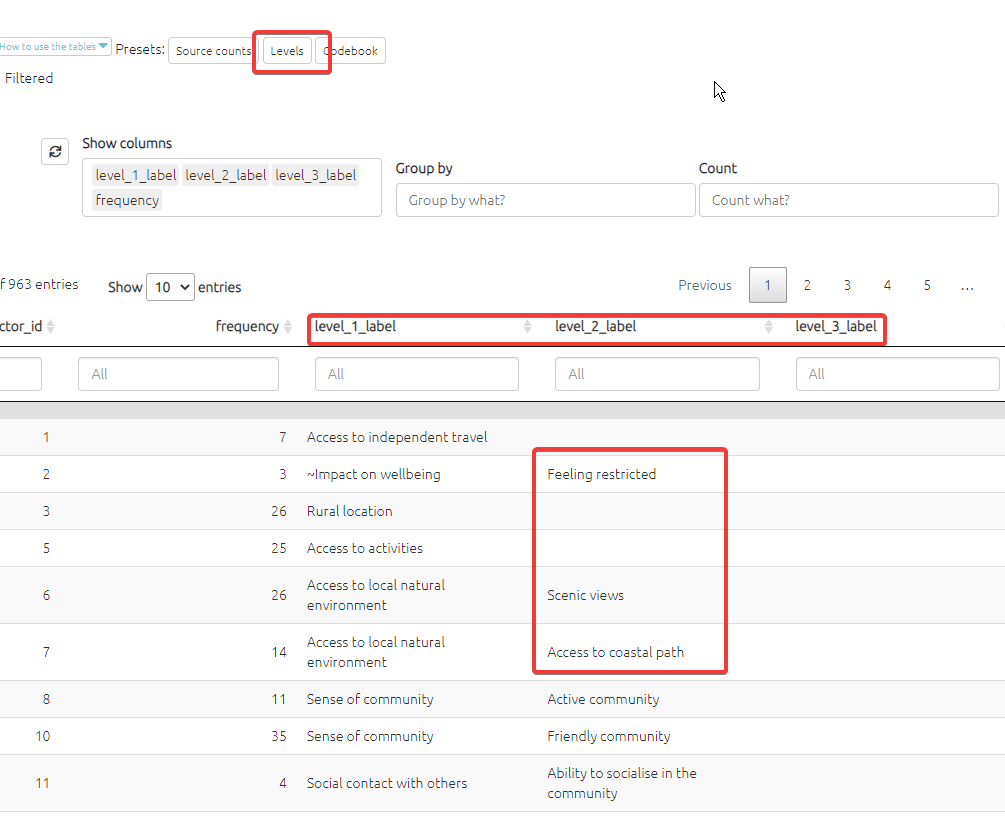 How to use the tables Presets: Source counts Levels Codebook
Filtered
Show columns
level_1_label level_2_label level_3_label
frequency
Group by
Group by what?
Count
Count what?
of 963 entries Show 10 entries Previous 1 2 3 4 5 ...
ctor_id frequency level_1_label level_2_label level_3_label
All All All All
1 7 Access to independent travel
2 3 ~Impact on wellbeing Feeling restricted
3 26 Rural location
5 25 Access to activities
6 26 Access to local natural
environment Scenic views
7 14 Access to local natural
environment Access to coastal path
8 11 Sense of community Active community
10 35 Sense of community Friendly community
11 4 Social contact with others Ability to socialise in the
community